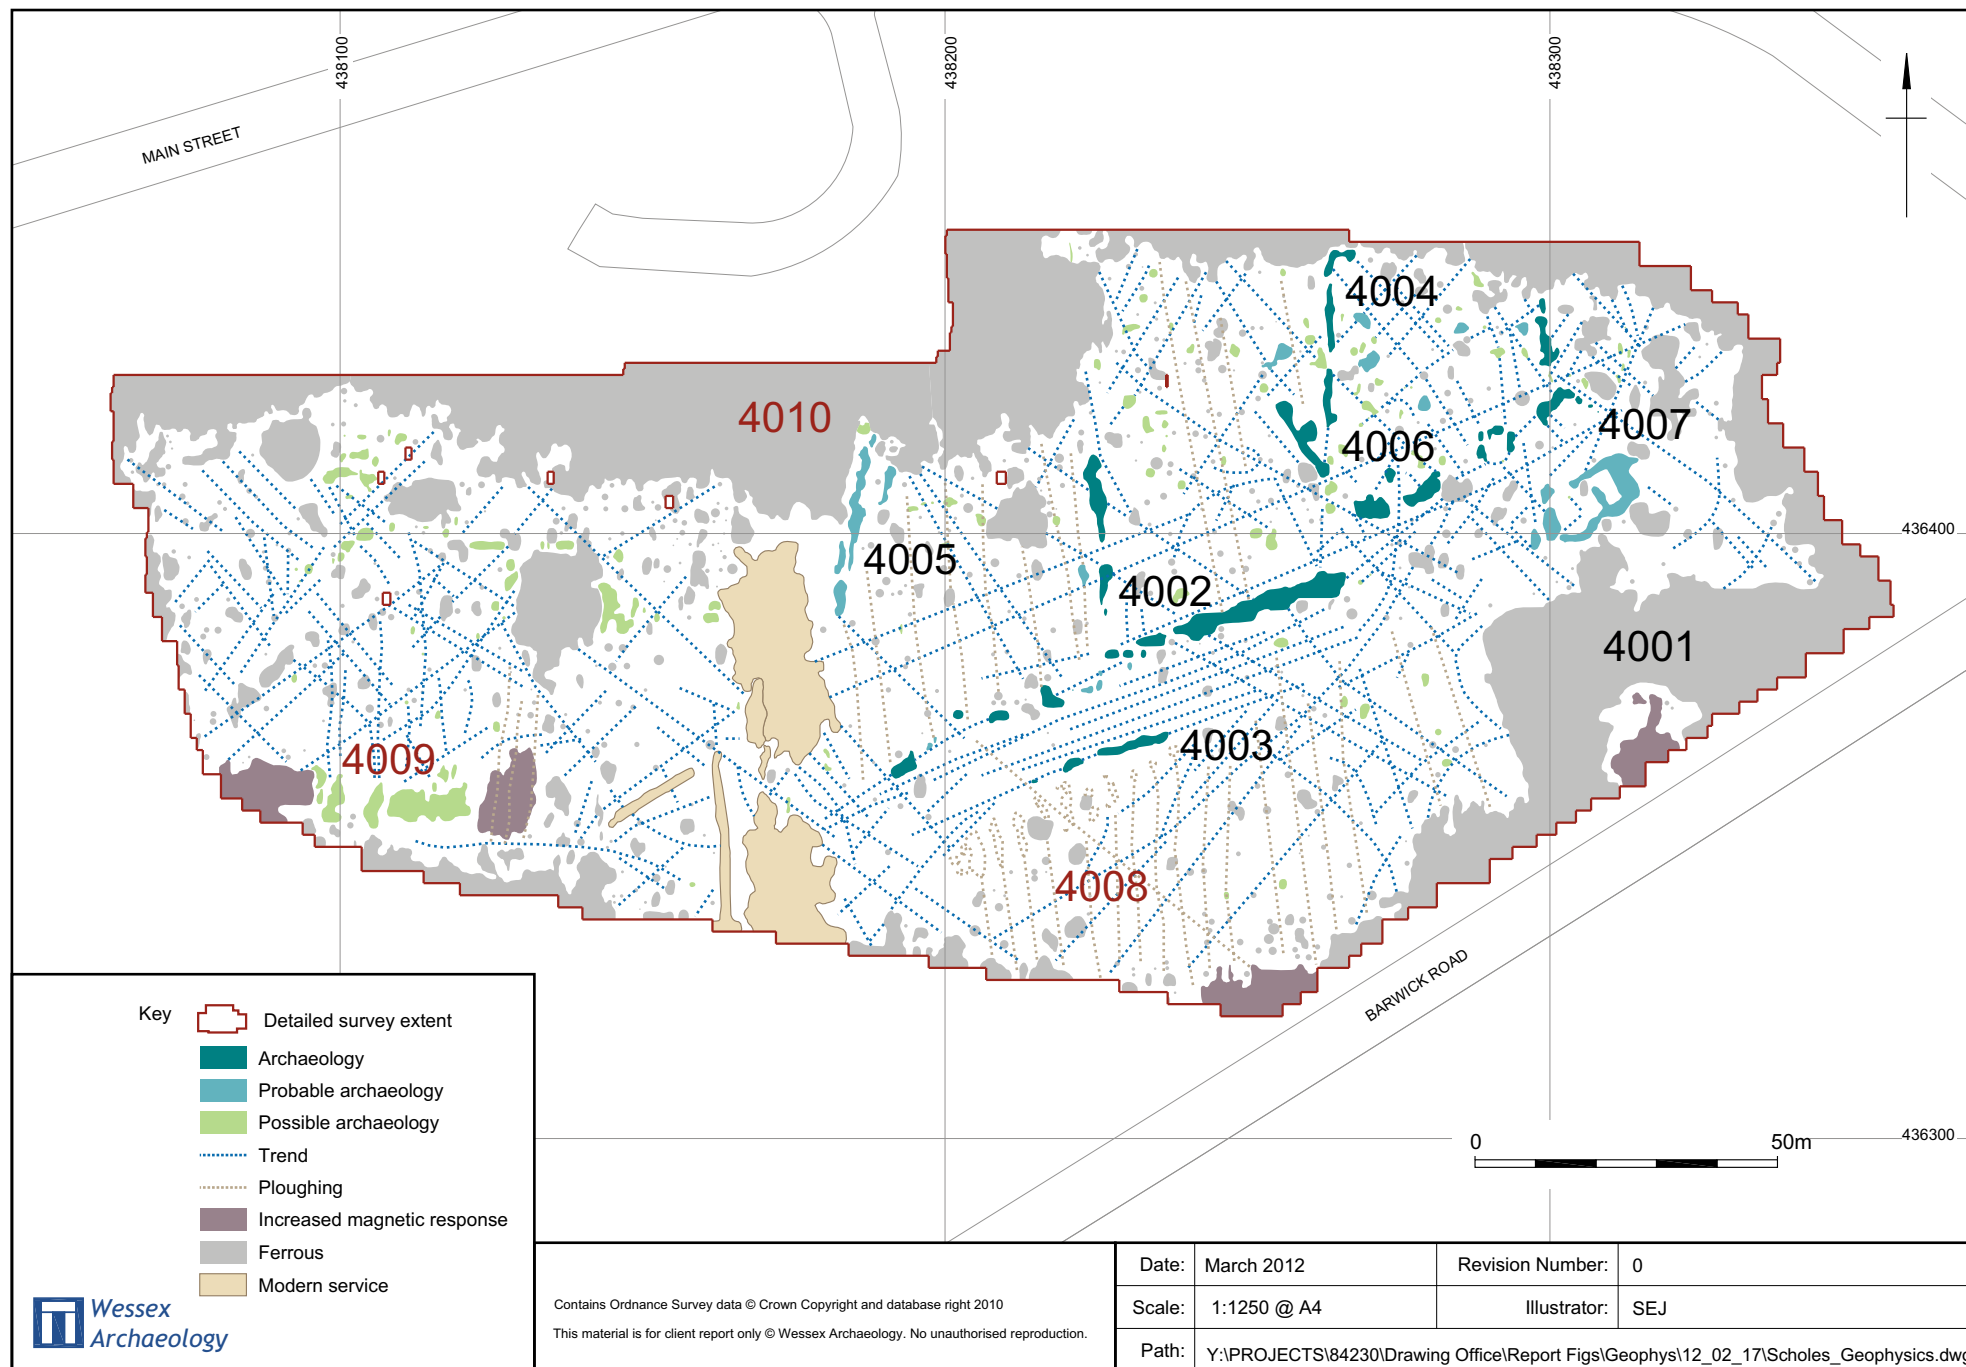 438100
438200
438300
MAIN STREET
4004
4010
4006
4007
436400
4005
4002
4001
4009
4003
4008
BARWICK ROAD
0 50m
436300
Key
Detailed survey extent
Archaeology
Probable archaeology
Possible archaeology
Trend
Ploughing
Increased magnetic response
Ferrous
Modern service
Wessex
Archaeology
Contains Ordnance Survey data © Crown Copyright and database right 2010
This material is for client report only © Wessex Archaeology. No unauthorised reproduction.
Date: March 2012 Revision Number: 0
Scale: 1:1250 @ A4 Illustrator: SEJ
Path: Y:\PROJECTS\84230\Drawing Office\Report Figs\Geophys\12_02_17\Scholes_Geophysics.dwg